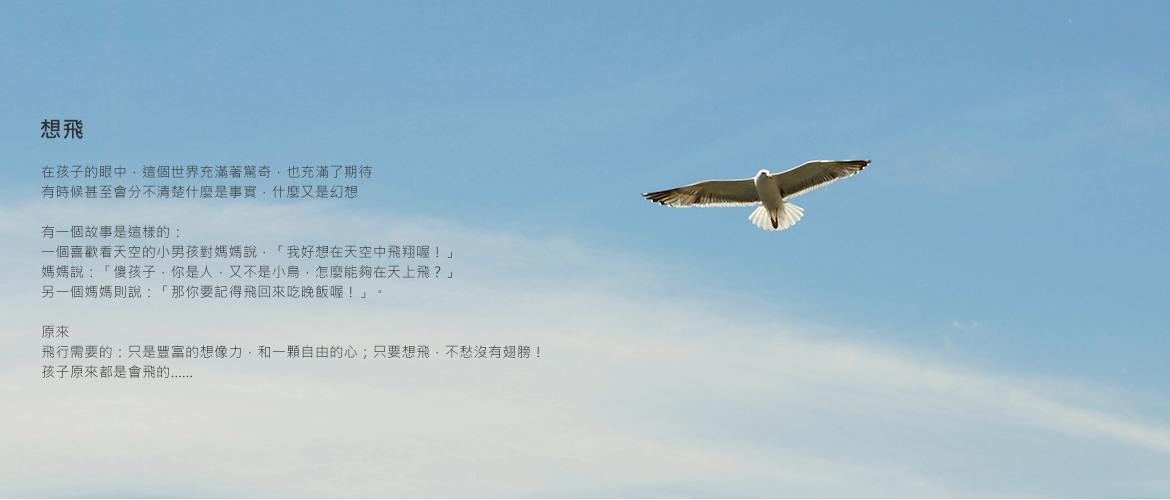 想飛
在孩子的眼中，這個世界充滿著驚奇，也充滿了期待
有時候甚至會分不清楚什麼是事實，什麼又是幻想
有一個故事是這樣的：
一個喜歡看天空的小男孩對媽媽說，「我好想在天空中飛翔喔！」
媽媽說：「傻孩子，你是人，又不是小鳥，怎麼能夠在天上飛？」
另一個媽媽則說：「那你要記得飛回來吃晚飯喔！」。
原來
飛行需要的：只是豐富的想像力，和一顆自由的心；只要想飛，不愁沒有翅膀！
孩子原來都是會飛的......